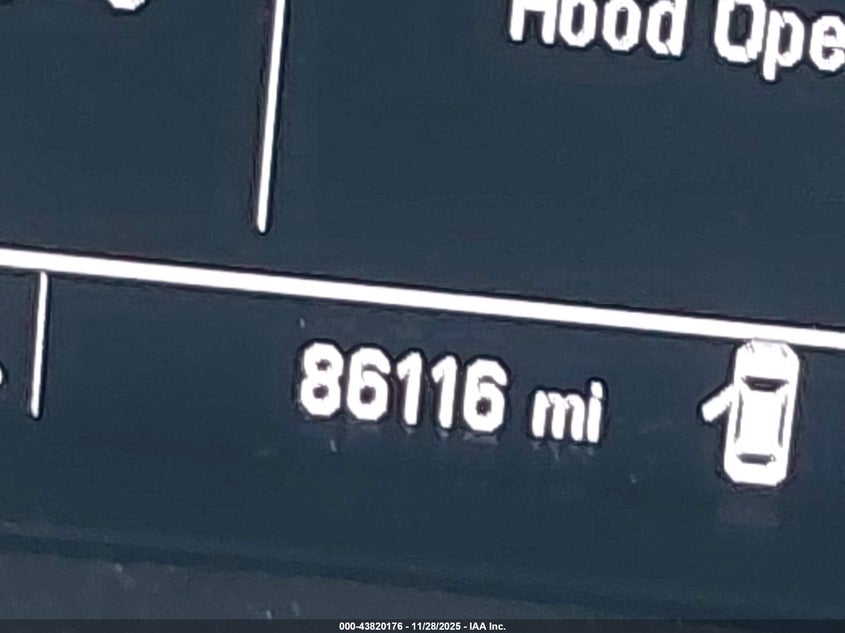 Hood Ope
86116 mi
000-43820176 - 11/28/2025 - IAA Inc.